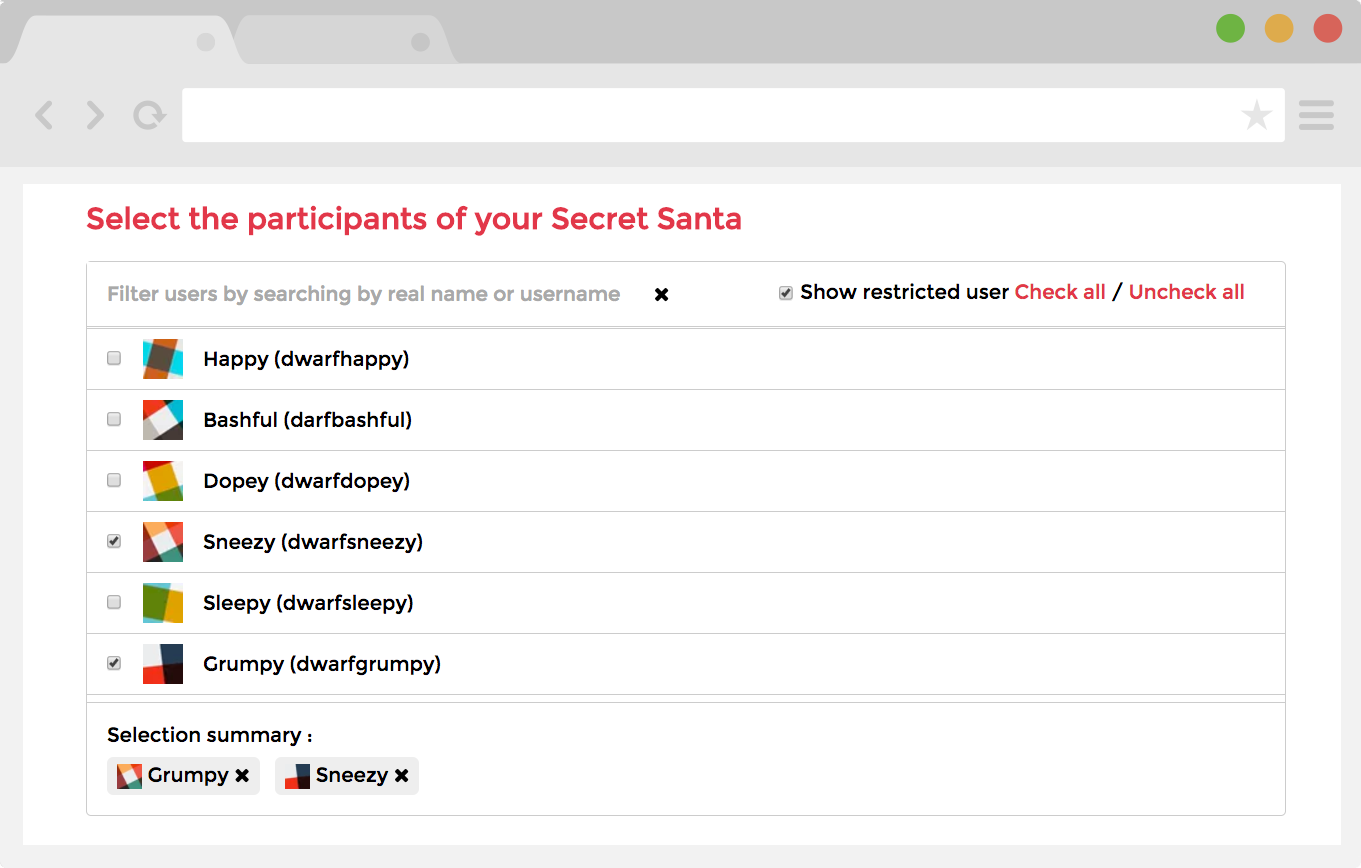 Select the participants of your Secret Santa
Filter users by searching by real name or username ✖ Show restricted user Check all / Uncheck all
Happy (dwarfhappy)
Bashful (darfbashful)
Dopey (dwarfdopey)
Sneezy (dwarfsneezy)
Sleepy (dwarfsleepy)
Grumpy (dwarfgrumpy)
Selection summary :
Grumpy ✖ Sneezy ✖